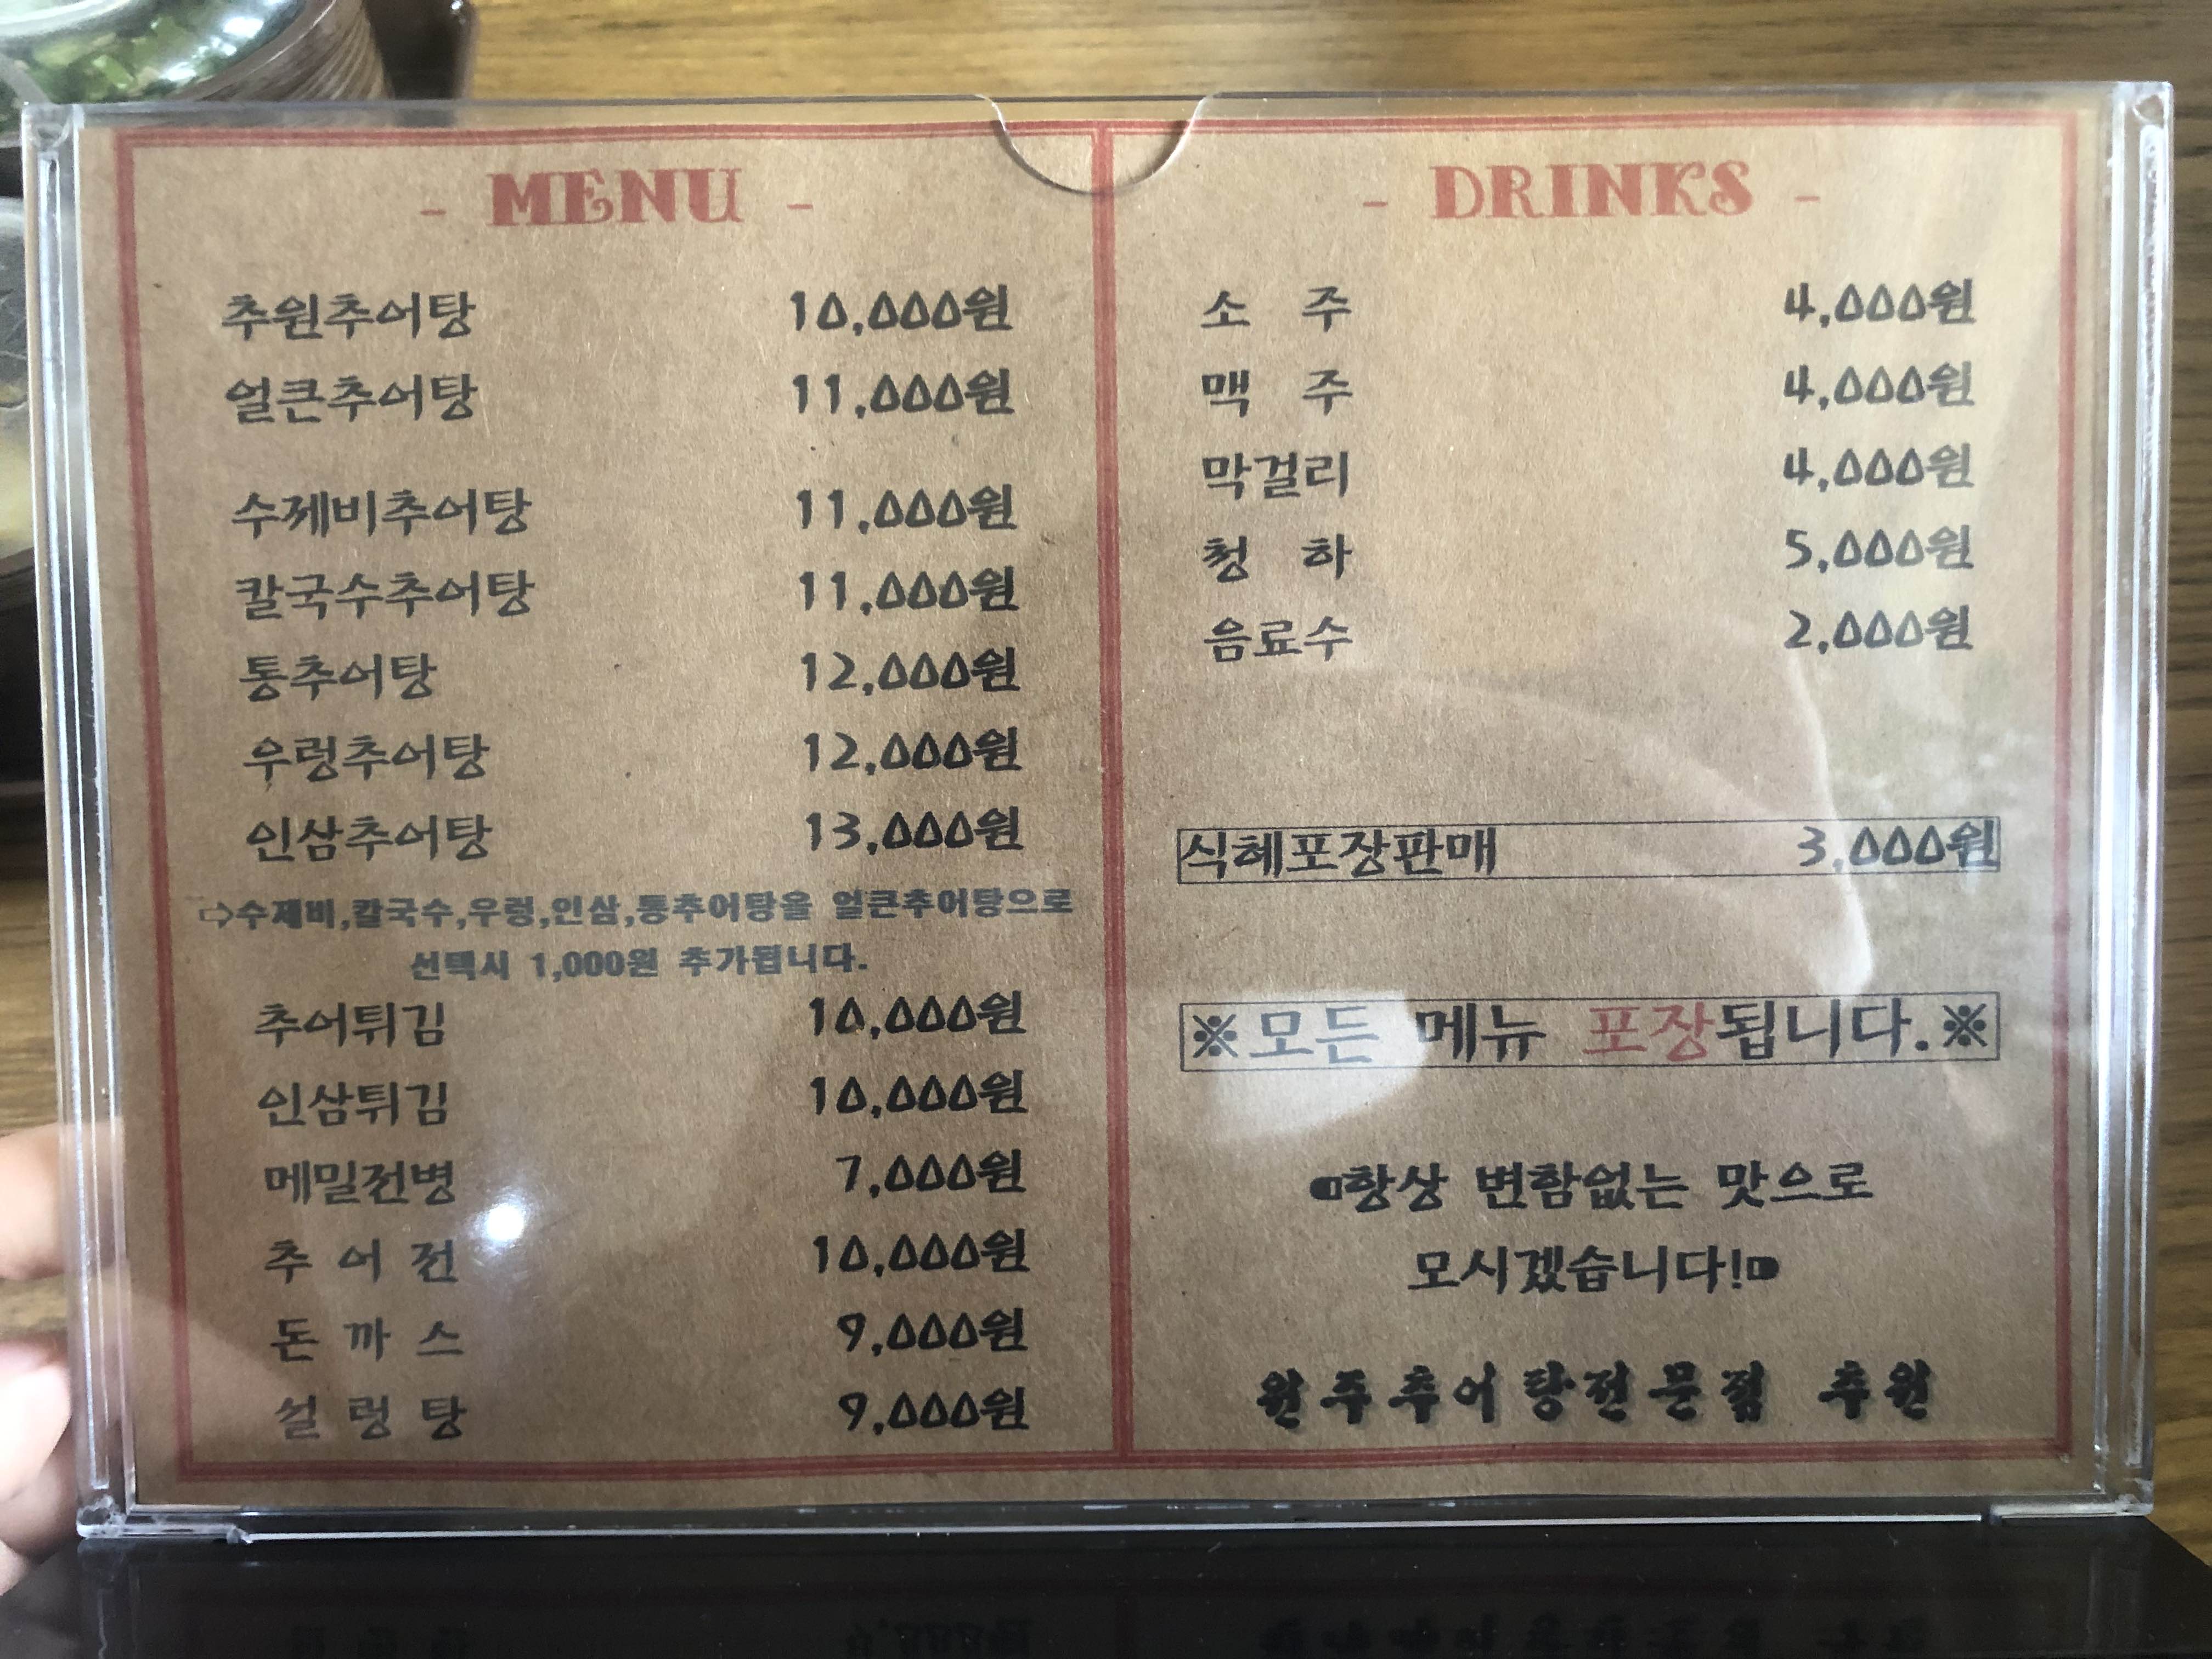 - MENU -
추원추어탕 10,000원
얼큰추어탕 11,000원
수제비추어탕 11,000원
칼국수추어탕 11,000원
통추어탕 12,000원
우렁추어탕 12,000원
인삼추어탕 13,000원
⇨수제비,칼국수,우렁,인삼,통추어탕을 얼큰추어탕으로
선택시 1,000원 추가됩니다.
추어튀김 10,000원
인삼튀김 10,000원
메밀전병 7,000원
추 어 전 10,000원
돈 까 스 9,000원
설 렁 탕 9,000원
- DRINKS -
소 주 4,000원
맥 주 4,000원
막걸리 4,000원
청 하 5,000원
음료수 2,000원
식혜포장판매 3,000원
※모든 메뉴 포장됩니다.※
항상 변함없는 맛으로
모시겠습니다!
원주추어탕전문점 추원